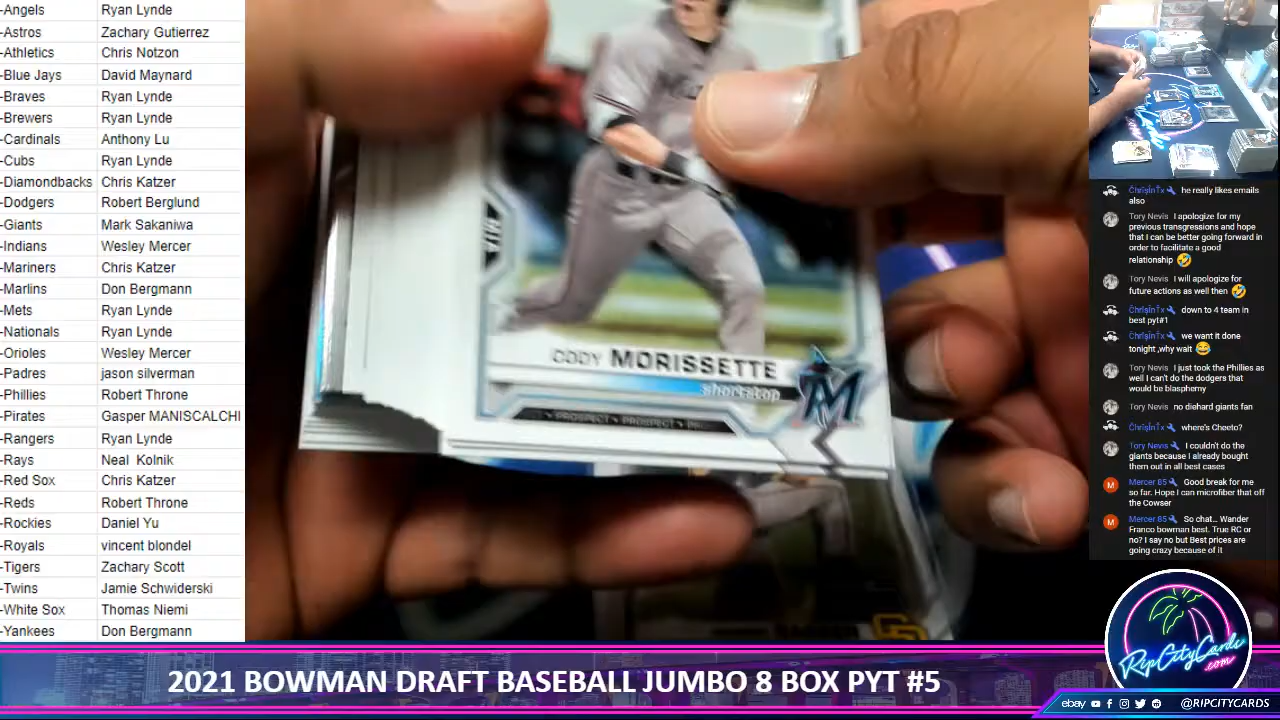 -Angels Ryan Lynde
-Astros Zachary Gutierrez
-Athletics Chris Notzon
-Blue Jays David Maynard
-Braves Ryan Lynde
-Brewers Ryan Lynde
-Cardinals Anthony Lu
-Cubs Ryan Lynde
-Diamondbacks Chris Katzer
-Dodgers Robert Berglund
-Giants Mark Sakaniwa
-Indians Wesley Mercer
-Mariners Chris Katzer
-Marlins Don Bergmann
-Mets Ryan Lynde
-Nationals Ryan Lynde
-Orioles Wesley Mercer
-Padres jason silverman
-Phillies Robert Throne
-Pirates Gasper MANISCALCHI
-Rangers Ryan Lynde
-Rays Neal Kolnik
-Red Sox Chris Katzer
-Reds Robert Throne
-Rockies Daniel Yu
-Royals vincent blondel
-Tigers Zachary Scott
-Twins Jamie Schwiderski
-White Sox Thomas Niemi
-Yankees Don Bergmann
MIA
CODY MORISSETTE
shortstop
PROSPECT • PROSPECT
M
SD
he really likes emails
also
Tory Nevis I apologize for my
previous transgressions and hope
that I can be better going forward in
order to facilitate a good
relationship 🤣
Tory Nevis I will apologize for
future actions as well then 🤣
down to 4 team in
best pyt#1
we want it done
tonight ,why wait 😂
Tory Nevis I just took the Phillies as
well I can't do the dodgers that
would be blasphemy
Tory Nevis no diehard giants fan
where's Cheeto?
Tory Nevis I couldn't do the
giants because I already bought
them out in all best cases
M Mercer 85 Good break for me
so far. Hope I can microfiber that off
the Cowser
M Mercer 85 So chat... Wander
Franco bowman best. True RC or
no? I say no but Best prices are
going crazy because of it
RipCityCards
.com
2021 BOWMAN DRAFT BASEBALL JUMBO 8 BOX PYT #5
ebay @RIPCITYCARDS